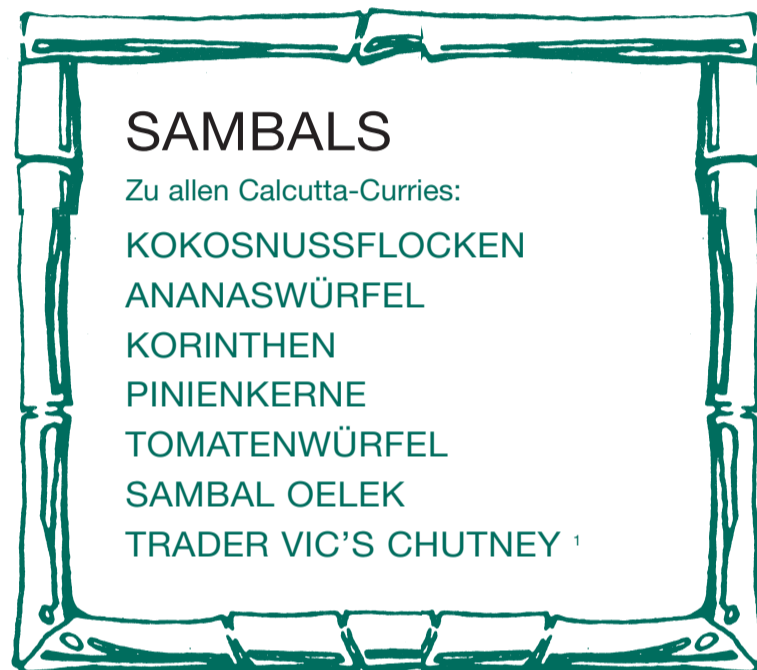 SAMBALS
Zu allen Calcutta-Curries:
KOKOSNUSSFLOCKEN
ANANASWÜRFEL
KORINTHEN
PINIENKERNE
TOMATENWÜRFEL
SAMBAL OELEK
TRADER VIC’S CHUTNEY ¹